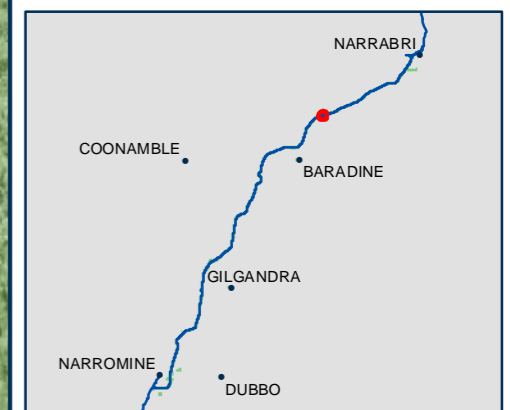 NARRABRI
COONAMBLE
BARADINE
GILGANDRA
NARROMINE
DUBBO